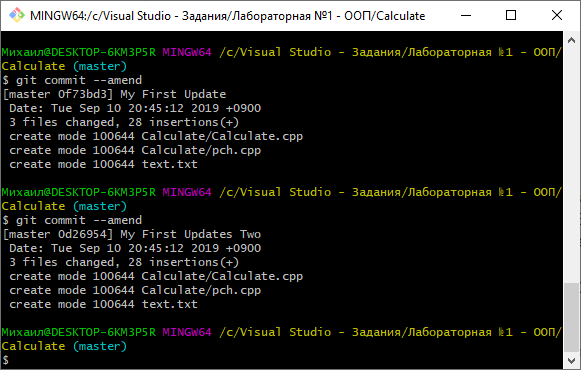 MINGW64:/c/Visual Studio - Задания/Лабораторная №1 - ООП/Calculate
Михаил@DESKTOP-6KM3P5R MINGW64 /c/Visual Studio - Задания/Лабораторная №1 - ООП/
Calculate (master)
$ git commit --amend
[master 0f73bd3] My First Update
Date: Tue Sep 10 20:45:12 2019 +0900
3 files changed, 28 insertions(+)
create mode 100644 Calculate/Calculate.cpp
create mode 100644 Calculate/pch.cpp
create mode 100644 text.txt
Михаил@DESKTOP-6KM3P5R MINGW64 /c/Visual Studio - Задания/Лабораторная №1 - ООП/
Calculate (master)
$ git commit --amend
[master 0d26954] My First Updates Two
Date: Tue Sep 10 20:45:12 2019 +0900
3 files changed, 28 insertions(+)
create mode 100644 Calculate/Calculate.cpp
create mode 100644 Calculate/pch.cpp
create mode 100644 text.txt
Михаил@DESKTOP-6KM3P5R MINGW64 /c/Visual Studio - Задания/Лабораторная №1 - ООП/
Calculate (master)
$